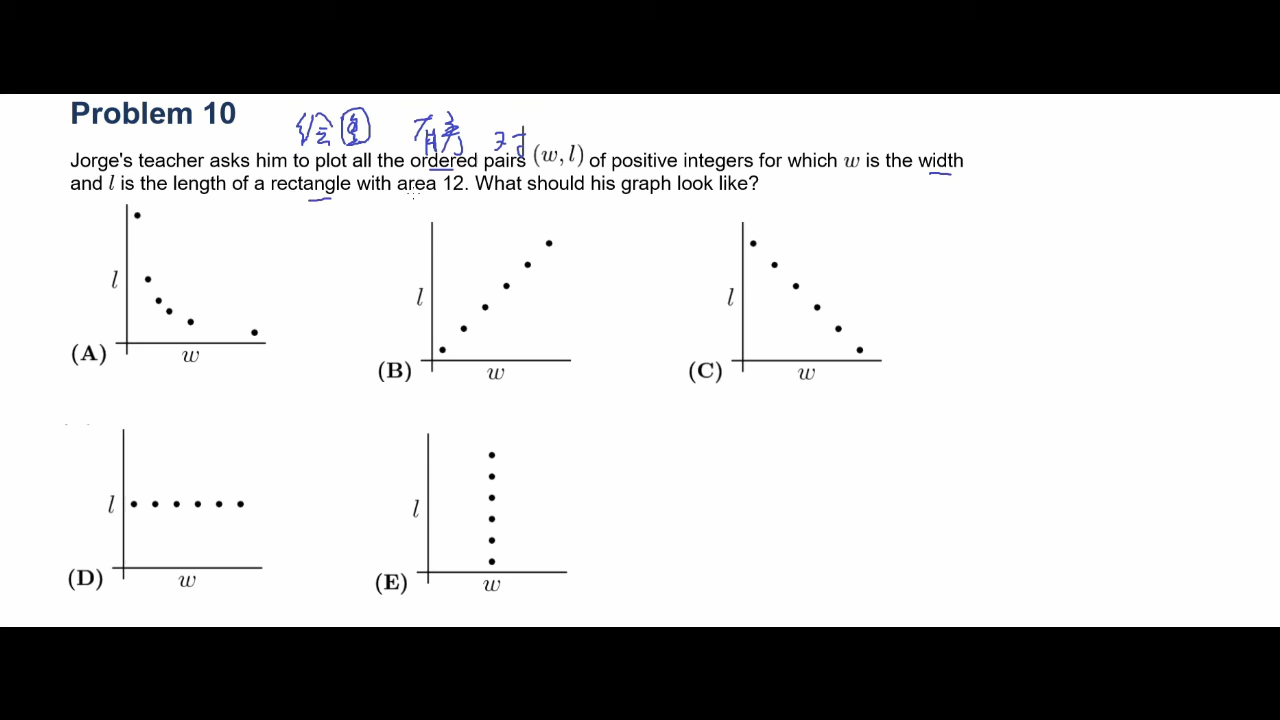 Problem 10
绘图 有序 对
Jorge's teacher asks him to plot all the ordered pairs (w, l) of positive integers for which w is the width
and l is the length of a rectangle with area 12. What should his graph look like?
l l l
w w w
(A) (B) (C)
l l
w w
(D) (E)